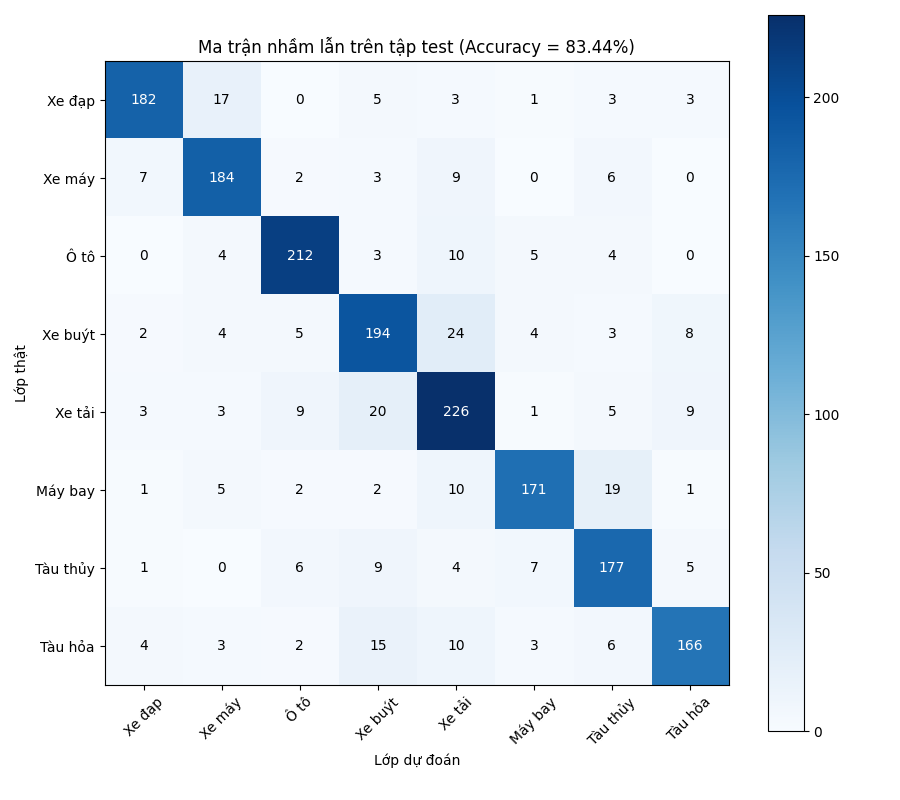 Ma trận nhầm lẫn trên tập test (Accuracy = 83.44%)
Lớp thật
Xe đạp 182 17 0 5 3 1 3 3
Xe máy 7 184 2 3 9 0 6 0
Ô tô 0 4 212 3 10 5 4 0
Xe buýt 2 4 5 194 24 4 3 8
Xe tải 3 3 9 20 226 1 5 9
Máy bay 1 5 2 2 10 171 19 1
Tàu thủy 1 0 6 9 4 7 177 5
Tàu hỏa 4 3 2 15 10 3 6 166
Xe đạp Xe máy Ô tô Xe buýt Xe tải Máy bay Tàu thủy Tàu hỏa
Lớp dự đoán
200
150
100
50
0